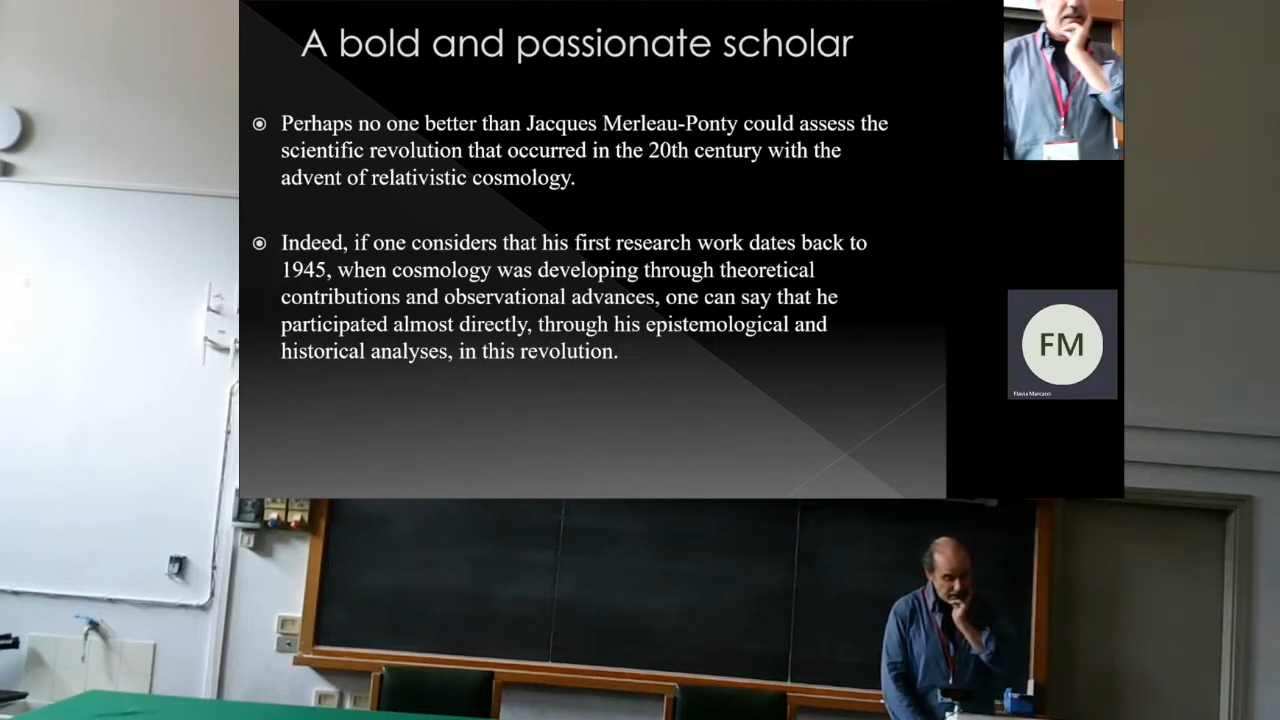 A bold and passionate scholar
Perhaps no one better than Jacques Merleau-Ponty could assess the
scientific revolution that occurred in the 20th century with the
advent of relativistic cosmology.
Indeed, if one considers that his first research work dates back to
1945, when cosmology was developing through theoretical
contributions and observational advances, one can say that he
participated almost directly, through his epistemological and
historical analyses, in this revolution.
FM
Flavia Marcacci